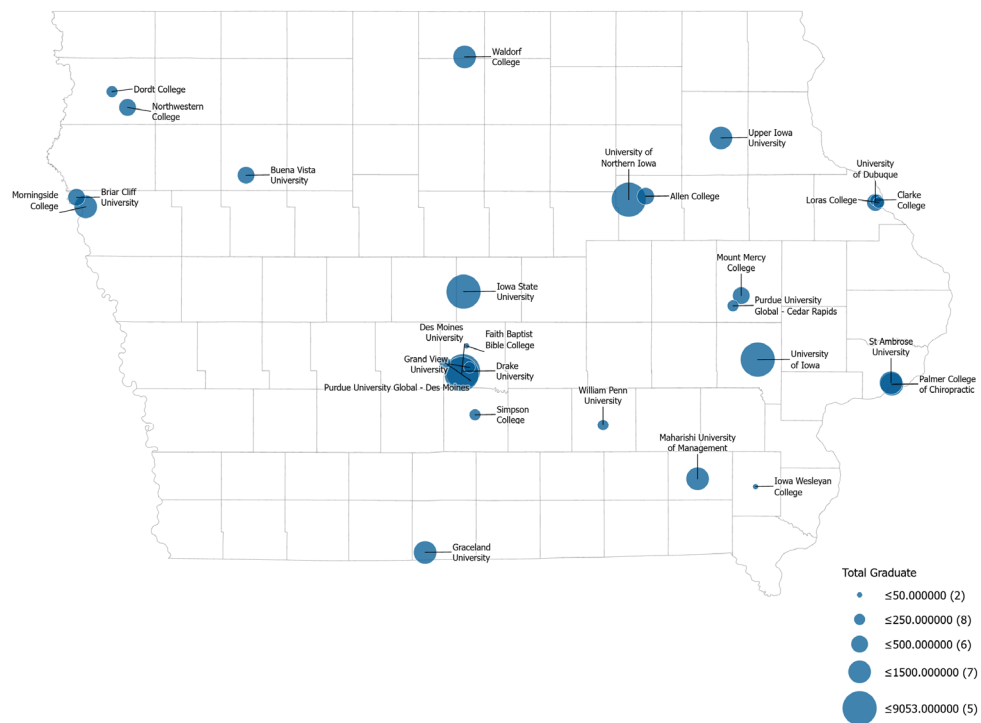 Waldorf
College
Dordt College
Northwestern
College
Upper Iowa
University
University of
Northern Iowa
University
of Dubuque
Buena Vista
University
Morningside
College
Briar Cliff
University
Allen College
Loras College
Clarke
College
Mount Mercy
College
Iowa State
University
Purdue University
Global - Cedar Rapids
Des Moines
University
Faith Baptist
Bible College
Grand View
University
Drake
University
Purdue University Global - Des Moines
University
of Iowa
St Ambrose
University
Palmer College
of Chiropractic
William Penn
University
Simpson
College
Maharishi University
of Management
Iowa Wesleyan
College
Graceland
University
Total Graduate
≤50.000000 (2)
≤250.000000 (8)
≤500.000000 (6)
≤1500.000000 (7)
≤9053.000000 (5)